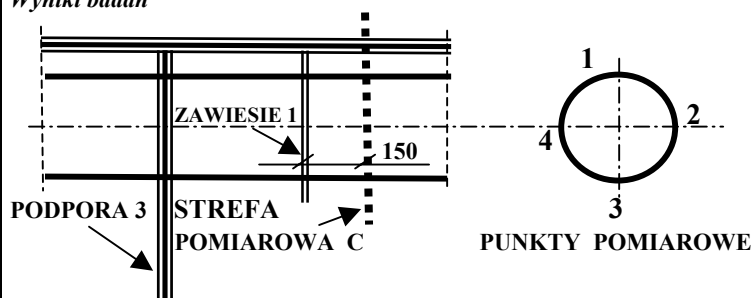 Wyniki badań
1
ZAWIESIE 1
2
150
4
3
PODPORA 3
STREFA
POMIAROWA C
PUNKTY POMIAROWE